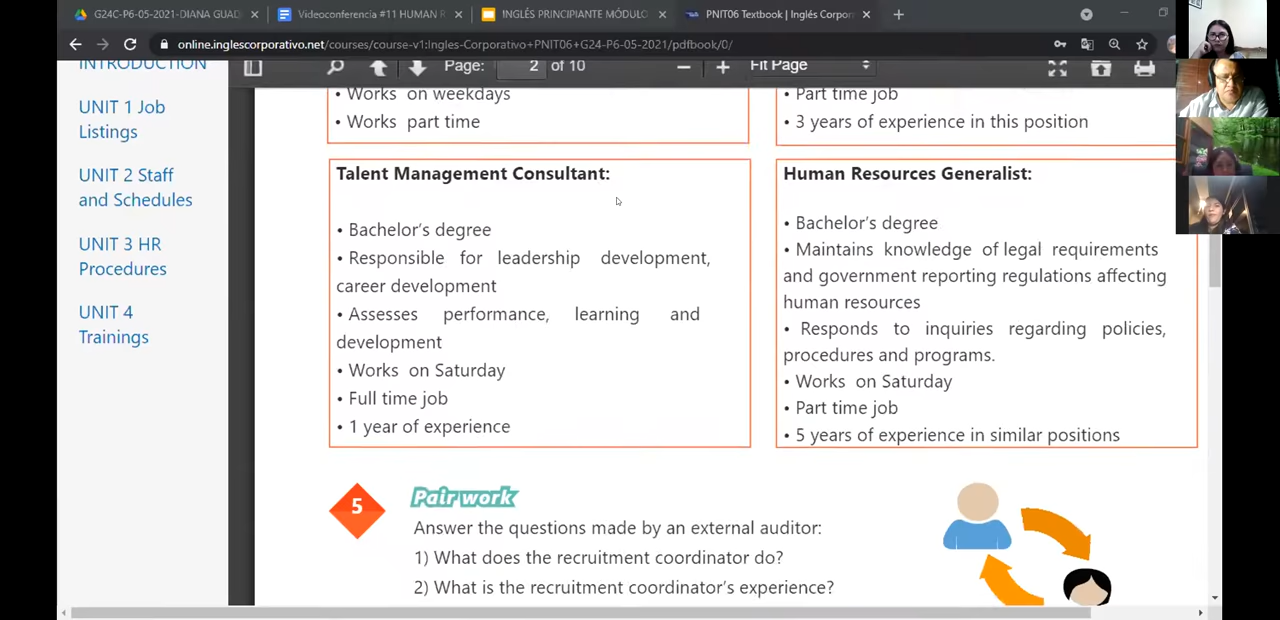 G24C-P6-05-2021-DIANA GUAD
Videoconferencia #11 HUMAN R
INGLÉS PRINCIPIANTE MÓDULO
PNIT06 Textbook | Inglés Corpor
online.inglescorporativo.net/courses/course-v1:Ingles-Corporativo+PNIT06+G24-P6-05-2021/pdfbook/0/
INTRODUCTION
UNIT 1 Job
Listings
UNIT 2 Staff
and Schedules
UNIT 3 HR
Procedures
UNIT 4
Trainings
Page: 2 of 10
Fit Page
• Works on weekdays
• Works part time
• Part time job
• 3 years of experience in this position
Talent Management Consultant:
• Bachelor's degree
• Responsible for leadership development,
career development
• Assesses performance, learning and
development
• Works on Saturday
• Full time job
• 1 year of experience
Human Resources Generalist:
• Bachelor's degree
• Maintains knowledge of legal requirements
and government reporting regulations affecting
human resources
• Responds to inquiries regarding policies,
procedures and programs.
• Works on Saturday
• Part time job
• 5 years of experience in similar positions
5
Pair work
Answer the questions made by an external auditor:
1) What does the recruitment coordinator do?
2) What is the recruitment coordinator's experience?